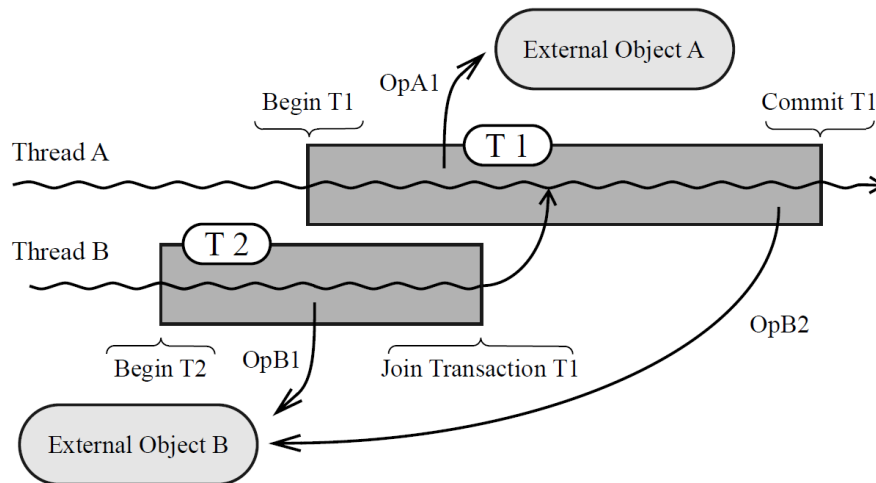 External Object A
OpA1
Begin T1
Commit T1
T 1
Thread A
T 2
Thread B
OpB2
OpB1
Begin T2
Join Transaction T1
External Object B